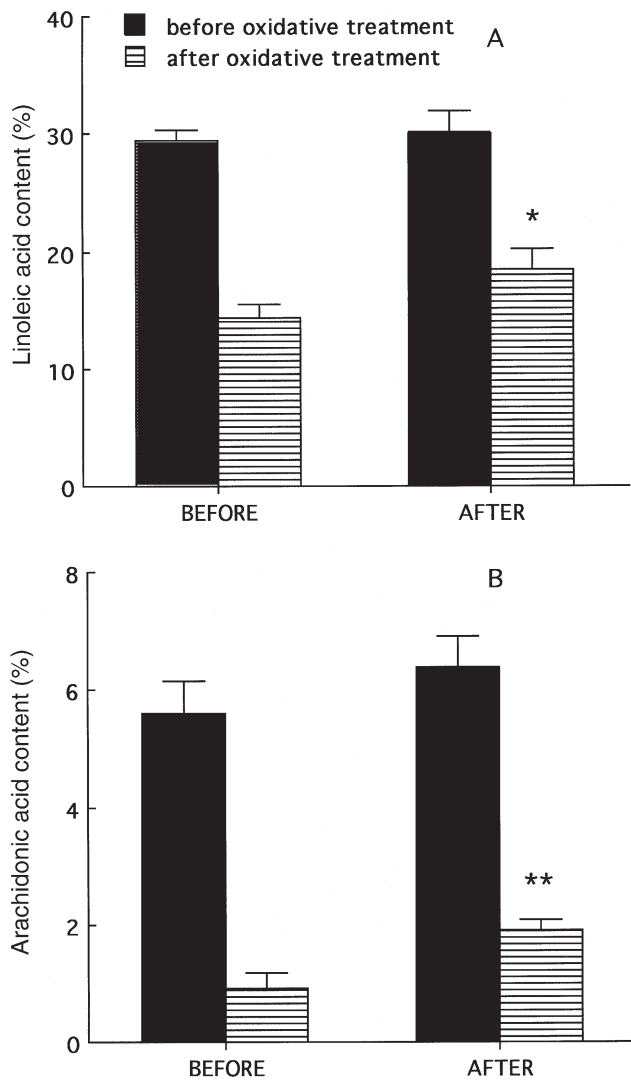 40
before oxidative treatment
A
after oxidative treatment
30
*
20
10
0
Linoleic acid content (%)
BEFORE
AFTER
8
B
6
4
**
2
0
Arachidonic acid content (%)
BEFORE
AFTER